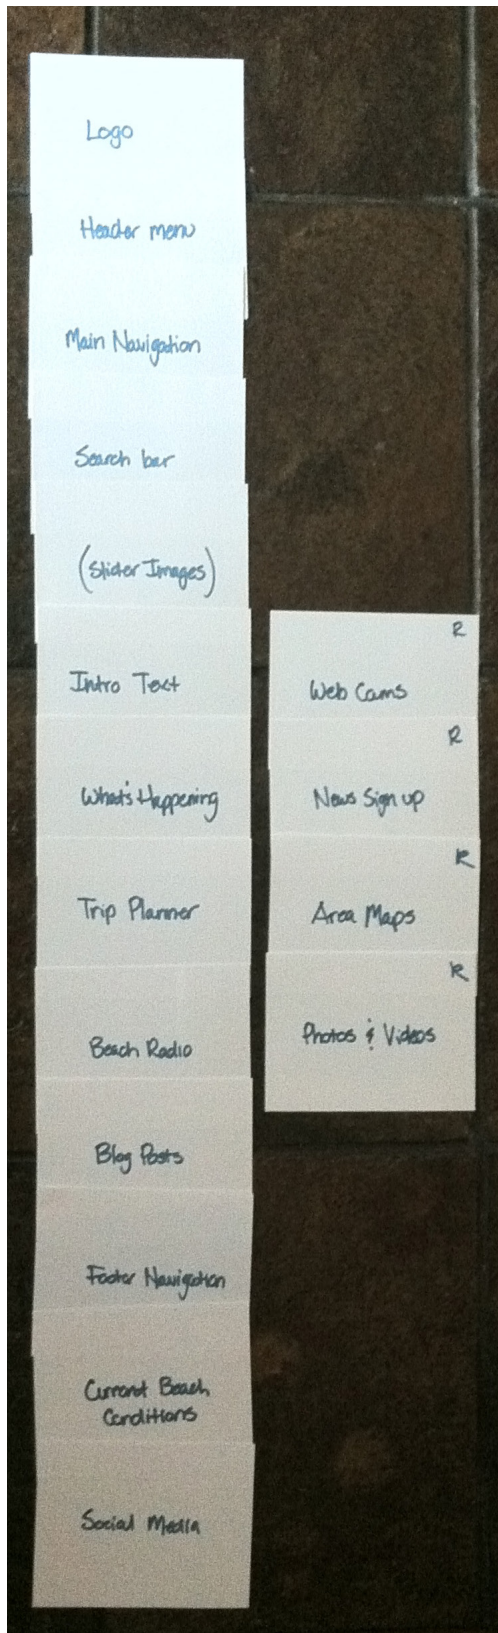 Logo
Header menu
Main Navigation
Search bar
(Slider Images)
Intro Text
What's Happening
Trip Planner
Beach Radio
Blog Posts
Footer Navigation
Current Beach
Conditions
Social Media
R
Web Cams
R
News Sign up
R
Area Maps
R
Photos & Videos